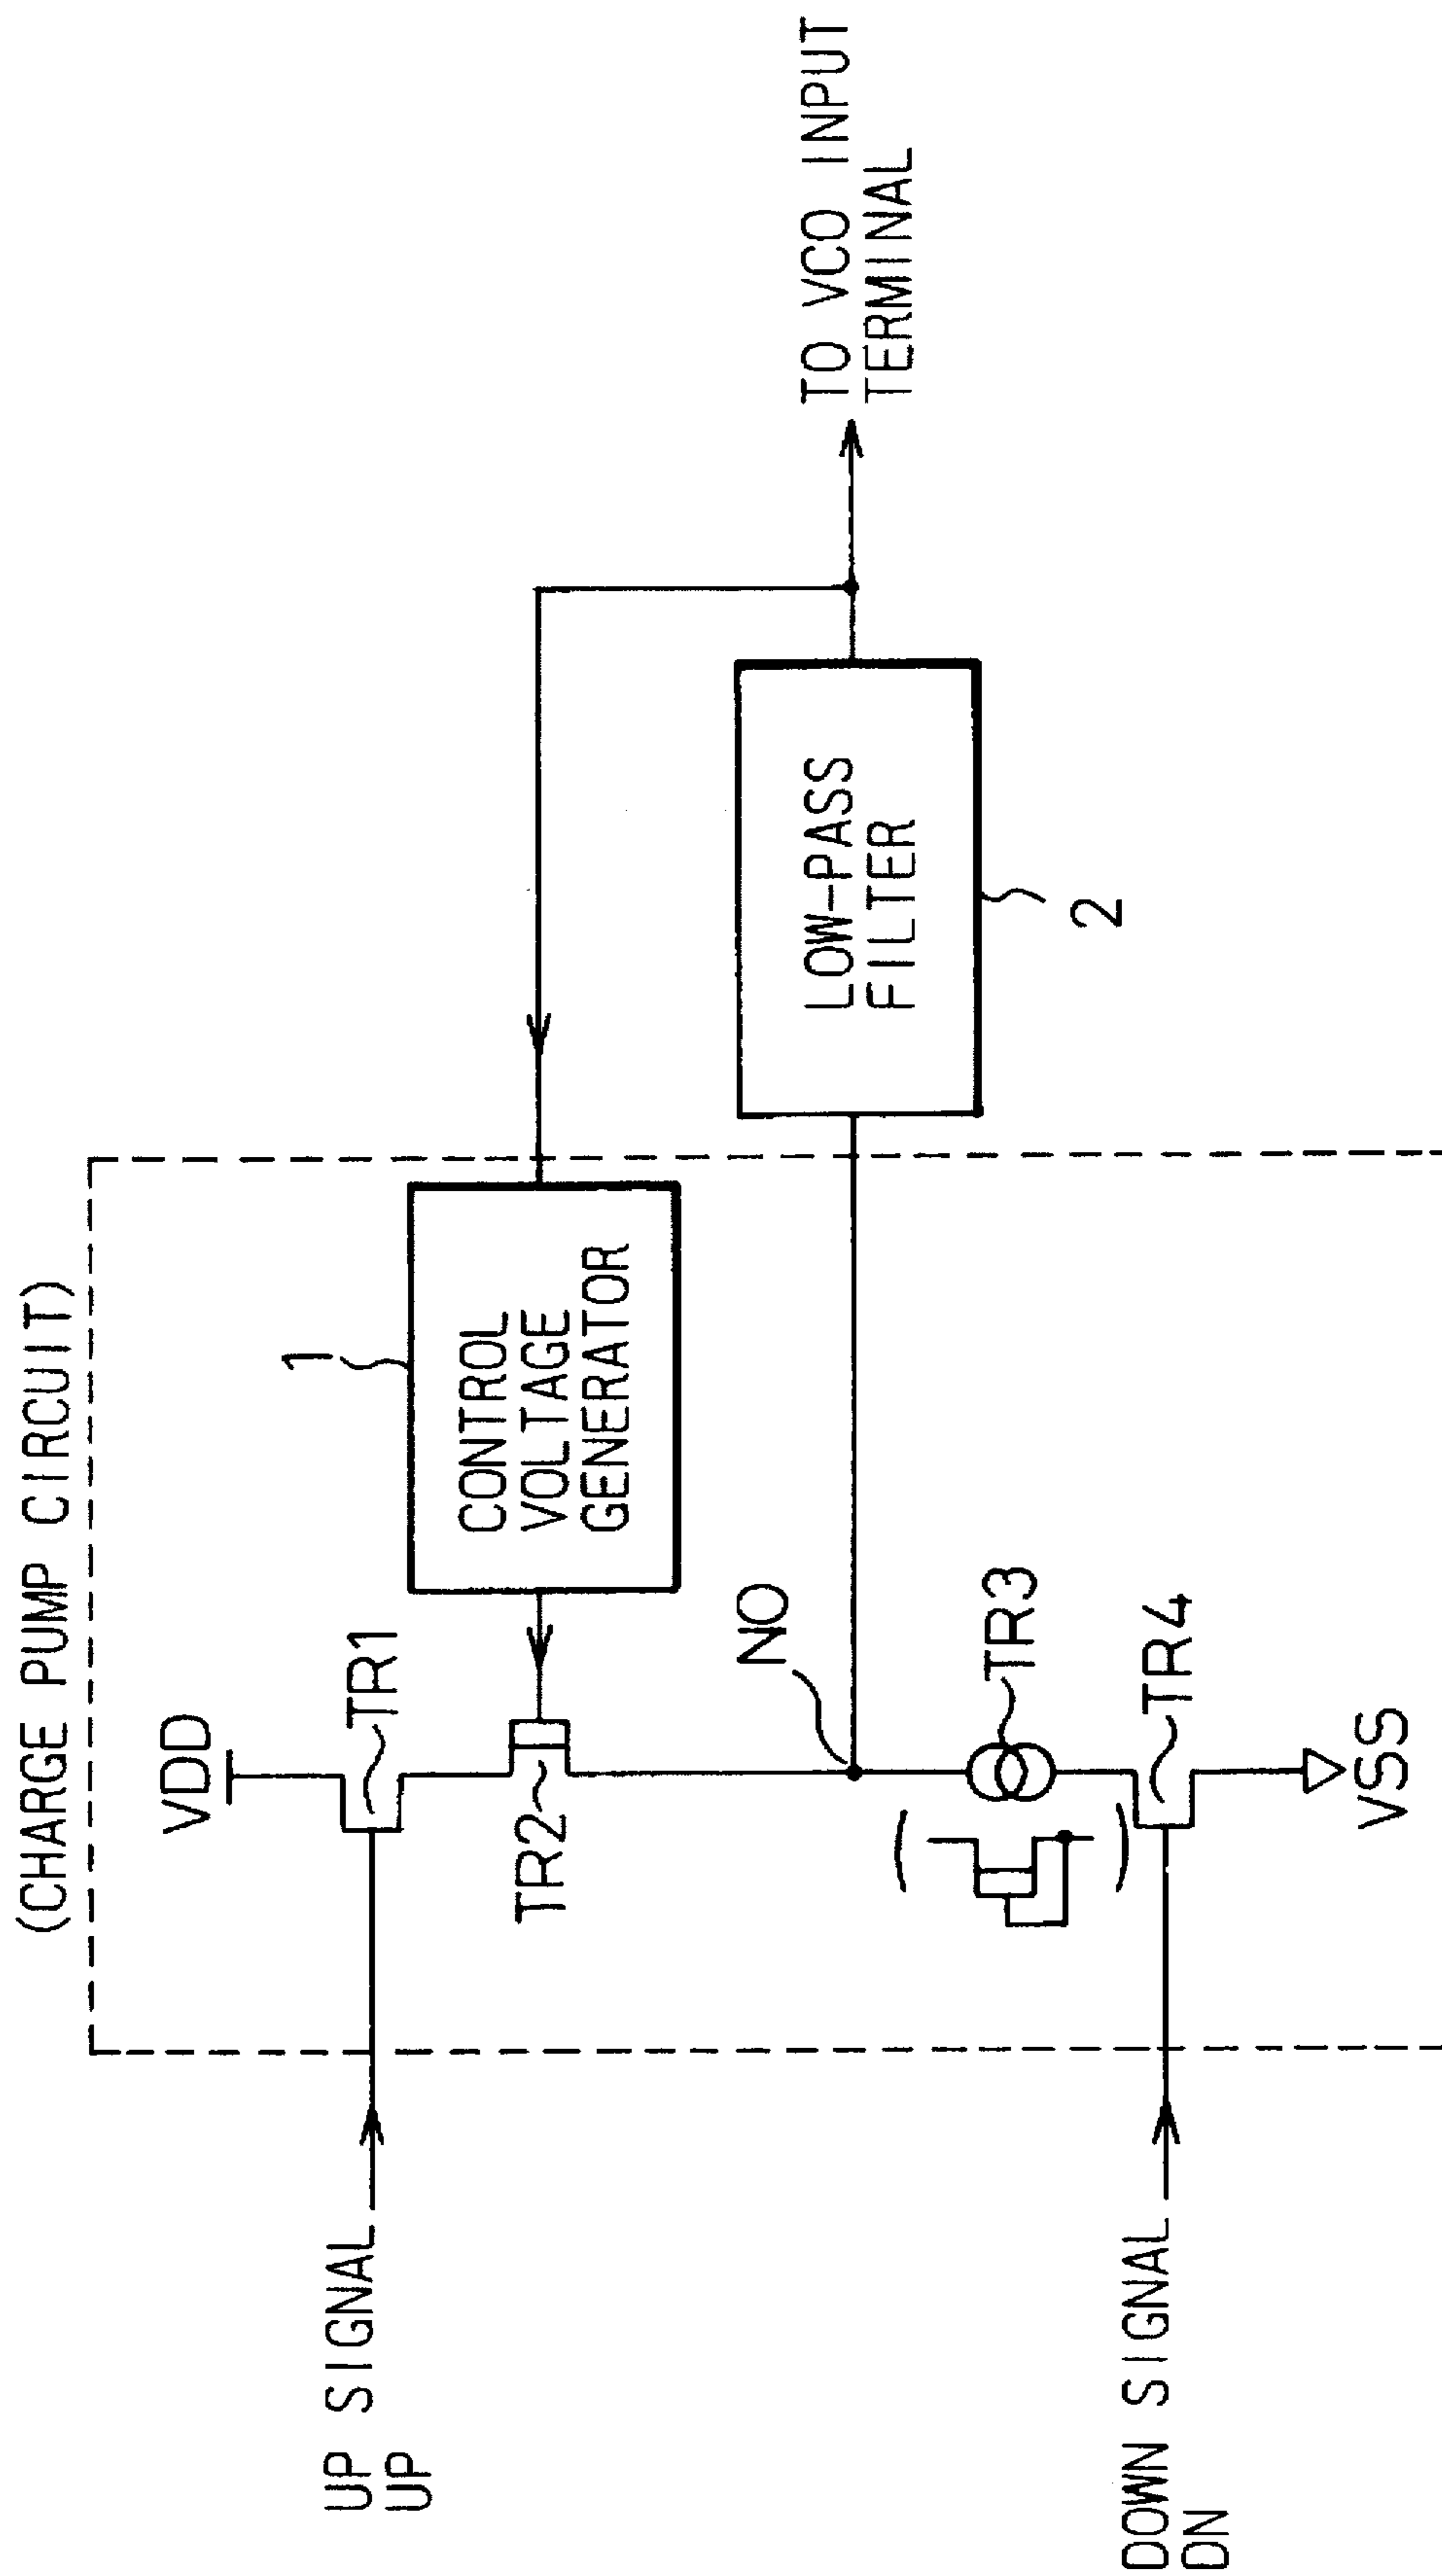 (CHARGE PUMP CIRCUIT)
VDD
UP SIGNAL
UP
TR1
1
CONTROL
VOLTAGE
GENERATOR
TR2
NO
LOW-PASS
FILTER
2
TO VCO INPUT
TERMINAL
TR3
DOWN SIGNAL
DN
TR4
VSS